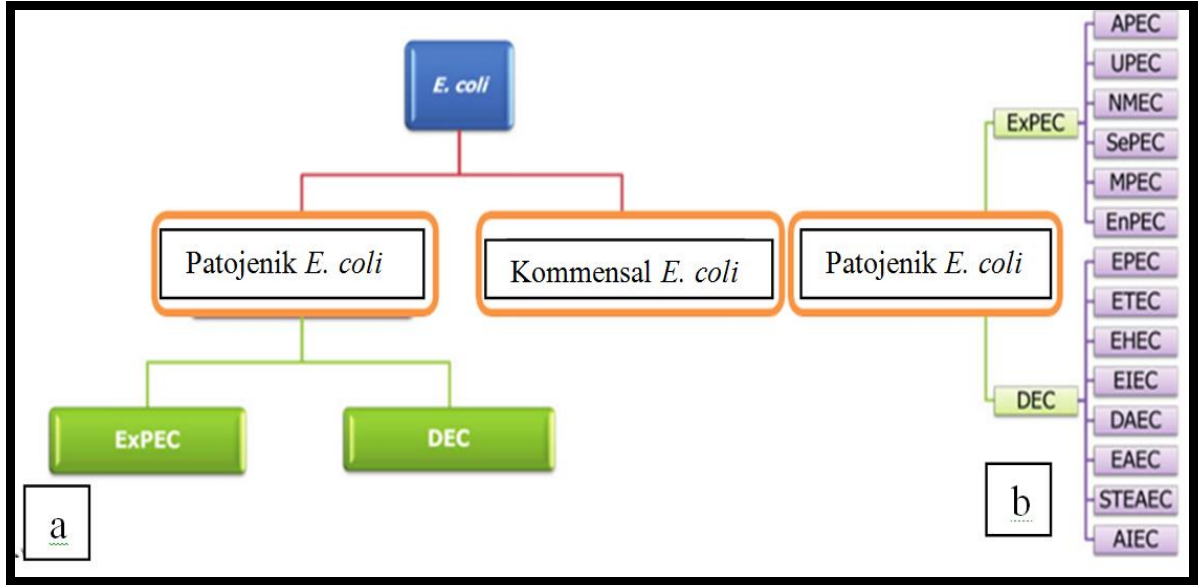 E. coli
Patojenik E. coli
Kommensal E. coli
ExPEC
DEC
a
Patojenik E. coli
ExPEC
APEC
UPEC
NMEC
SePEC
MPEC
EnPEC
DEC
EPEC
ETEC
EHEC
EIEC
DAEC
EAEC
STEAEC
AIEC
b